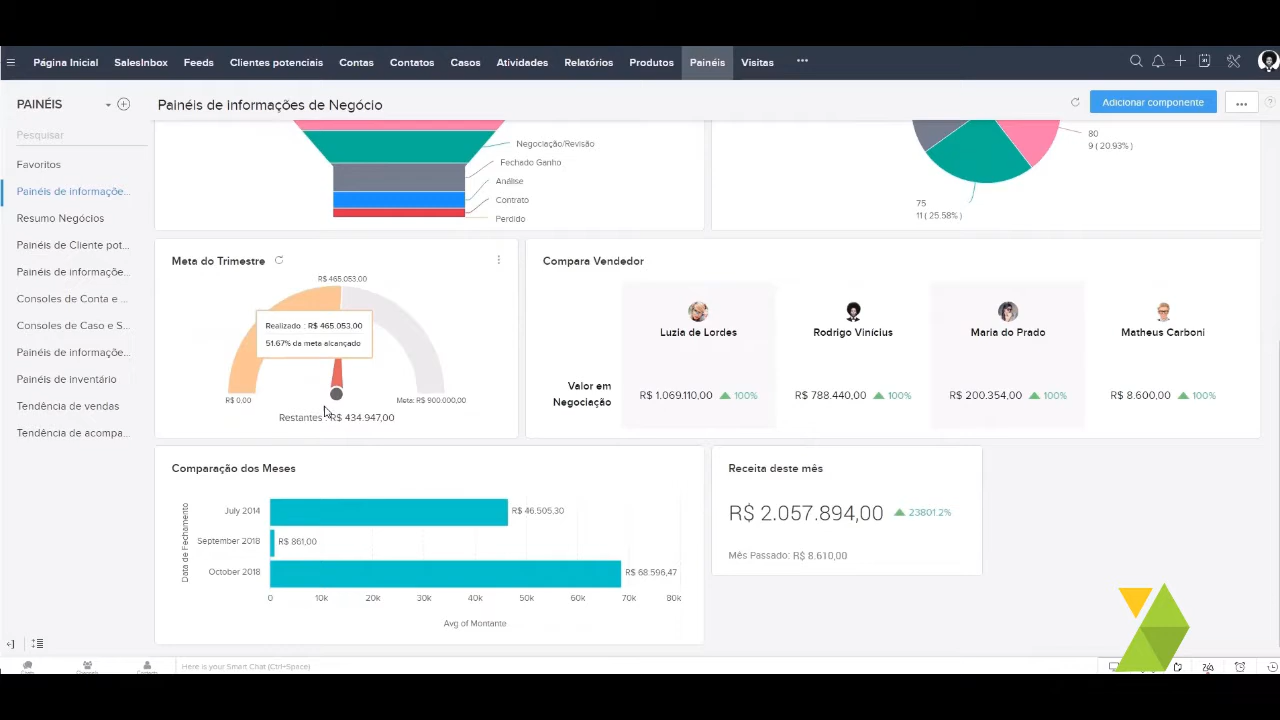 Página Inicial SalesInbox Feeds Clientes potenciais Contas Contatos Casos Atividades Relatórios Produtos Painéis Visitas ...
PAINÉIS
Pesquisar
Favoritos
Painéis de informaçõe...
Resumo Negócios
Painéis de Cliente pot...
Painéis de informaçõe...
Consoles de Conta e ...
Consoles de Caso e S...
Painéis de informaçõe...
Painéis de inventário
Tendência de vendas
Tendência de acompa...
Painéis de informações de Negócio
Adicionar componente
...
Negociação/Revisão
Fechado Ganho
Análise
Contrato
Perdido
80
9 ( 20.93% )
75
11 ( 25.58% )
Meta do Trimestre
R$ 465.053,00
Realizado : R$ 465.053,00
51.67% da meta alcançado
R$ 0,00
Meta: R$ 900.000,00
Restantes : R$ 434.947,00
Compara Vendedor
Luzia de Lordes Rodrigo Vinícius Maria do Prado Matheus Carboni
Valor em
Negociação
R$ 1.069.110,00 100% R$ 788.440,00 100% R$ 200.354,00 100% R$ 8.600,00 100%
Comparação dos Meses
Data de Fechamento
July 2014 R$ 46.505,30
September 2018 R$ 861,00
October 2018 R$ 68.596,47
0 10k 20k 30k 40k 50k 60k 70k 80k
Avg of Montante
Receita deste mês
R$ 2.057.894,00 23801.2%
Mês Passado: R$ 8.610,00
Here is your Smart Chat (Ctrl+Space)